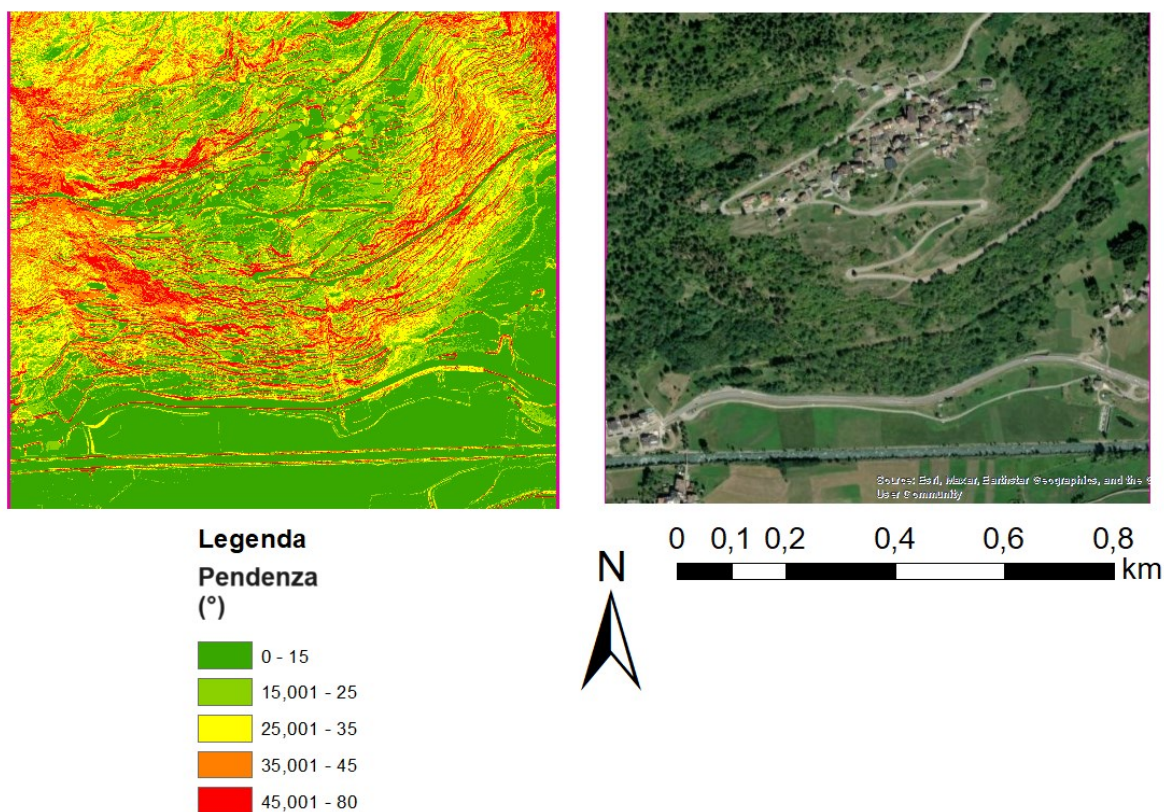 Source: Esri, Maxar, Earthstar Geographics, and the G
User Community
Legenda
Pendenza
(°)
0 - 15
15,001 - 25
25,001 - 35
35,001 - 45
45,001 - 80
N
0 0,1 0,2 0,4 0,6 0,8
km